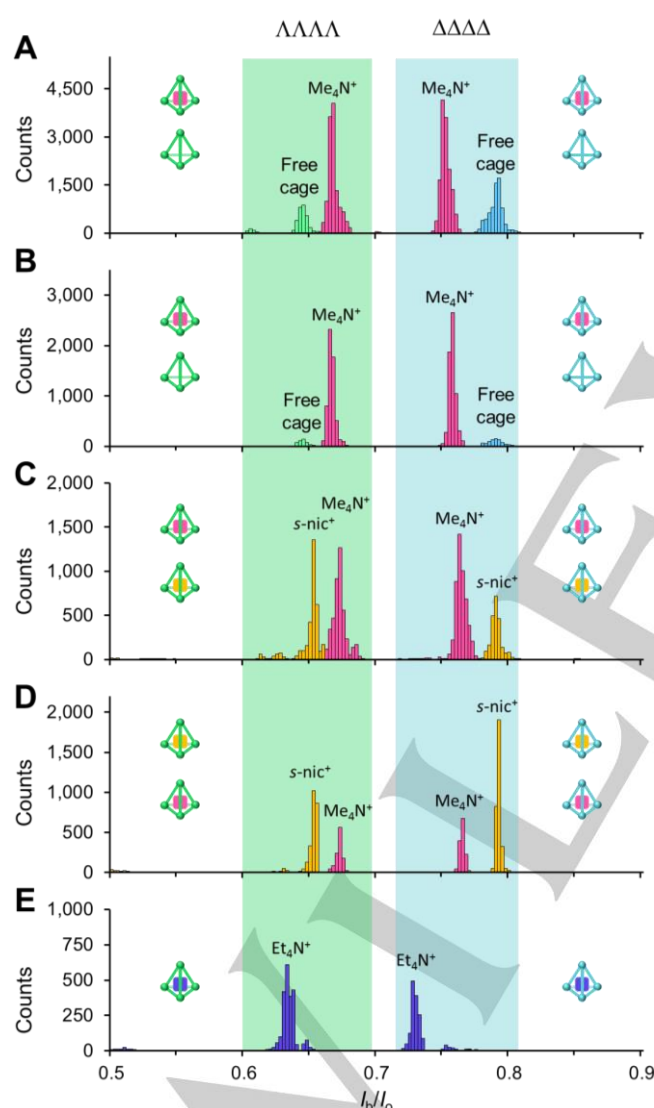 ΛΛΛΛ ΔΔΔΔ
A
Counts
4,500
3,000
1,500
0
Me₄N⁺
Free
cage
Me₄N⁺
Free
cage
B
Counts
3,000
2,000
1,000
0
Me₄N⁺
Free
cage
Me₄N⁺
Free
cage
C
Counts
2,000
1,500
1,000
500
0
s-nic⁺
Me₄N⁺
Me₄N⁺
s-nic⁺
D
Counts
2,000
1,500
1,000
500
0
s-nic⁺
Me₄N⁺
Me₄N⁺
s-nic⁺
E
Counts
1,000
750
500
250
0
Et₄N⁺
Et₄N⁺
0.5 0.6 0.7 0.8 0.9